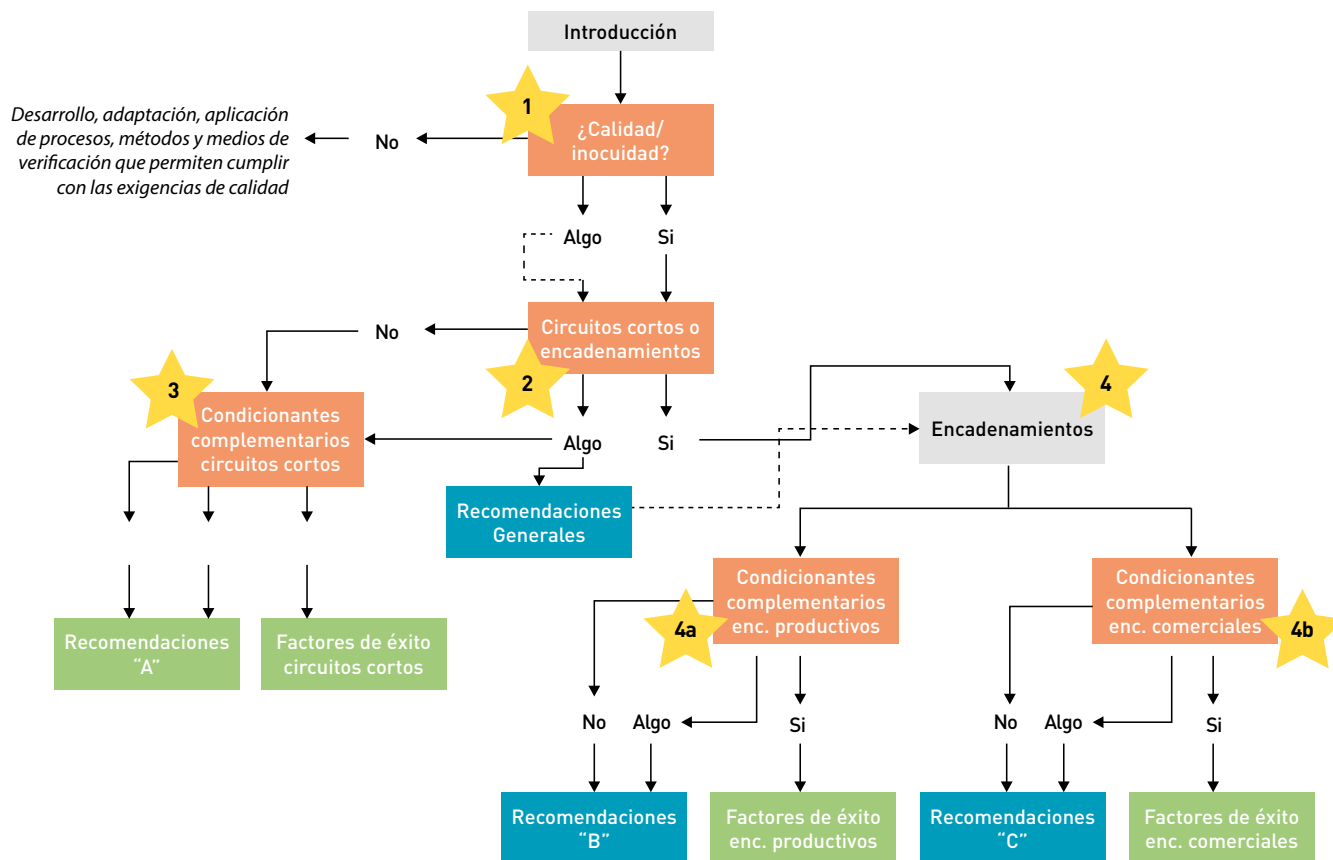 Introducción
1
¿Calidad/
inocuidad?
Desarrollo, adaptación, aplicación
de procesos, métodos y medios de
verificación que permiten cumplir
con las exigencias de calidad
No
Algo
Si
Circuitos cortos o
encadenamientos
2
No
3
Condicionantes
complementarios
circuitos cortos
Algo
Si
4
Encadenamientos
Recomendaciones
Generales
Condicionantes
complementarios
enc. productivos
4a
Condicionantes
complementarios
enc. comerciales
4b
Recomendaciones
"A"
Factores de éxito
circuitos cortos
No
Algo
Si
No
Algo
Si
Recomendaciones
"B"
Factores de éxito
enc. productivos
Recomendaciones
"C"
Factores de éxito
enc. comerciales